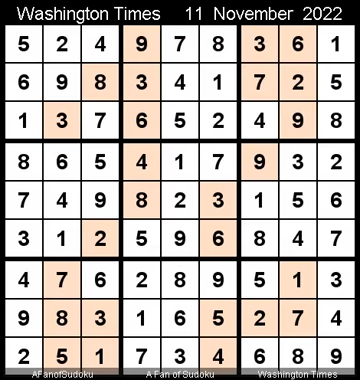 Washington Times 11 November 2022
5 2 4 9 7 8 3 6 1
6 9 8 3 4 1 7 2 5
1 3 7 6 5 2 4 9 8
8 6 5 4 1 7 9 3 2
7 4 9 8 2 3 1 5 6
3 1 2 5 9 6 8 4 7
4 7 6 2 8 9 5 1 3
9 8 3 1 6 5 2 7 4
2 5 1 7 3 4 6 8 9
AFanofSudoku A Fan of Sudoku Washington Times